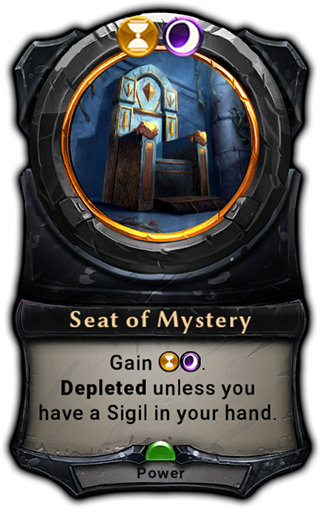 Seat of Mystery
Gain .
Depleted unless you
have a Sigil in your hand.
Power